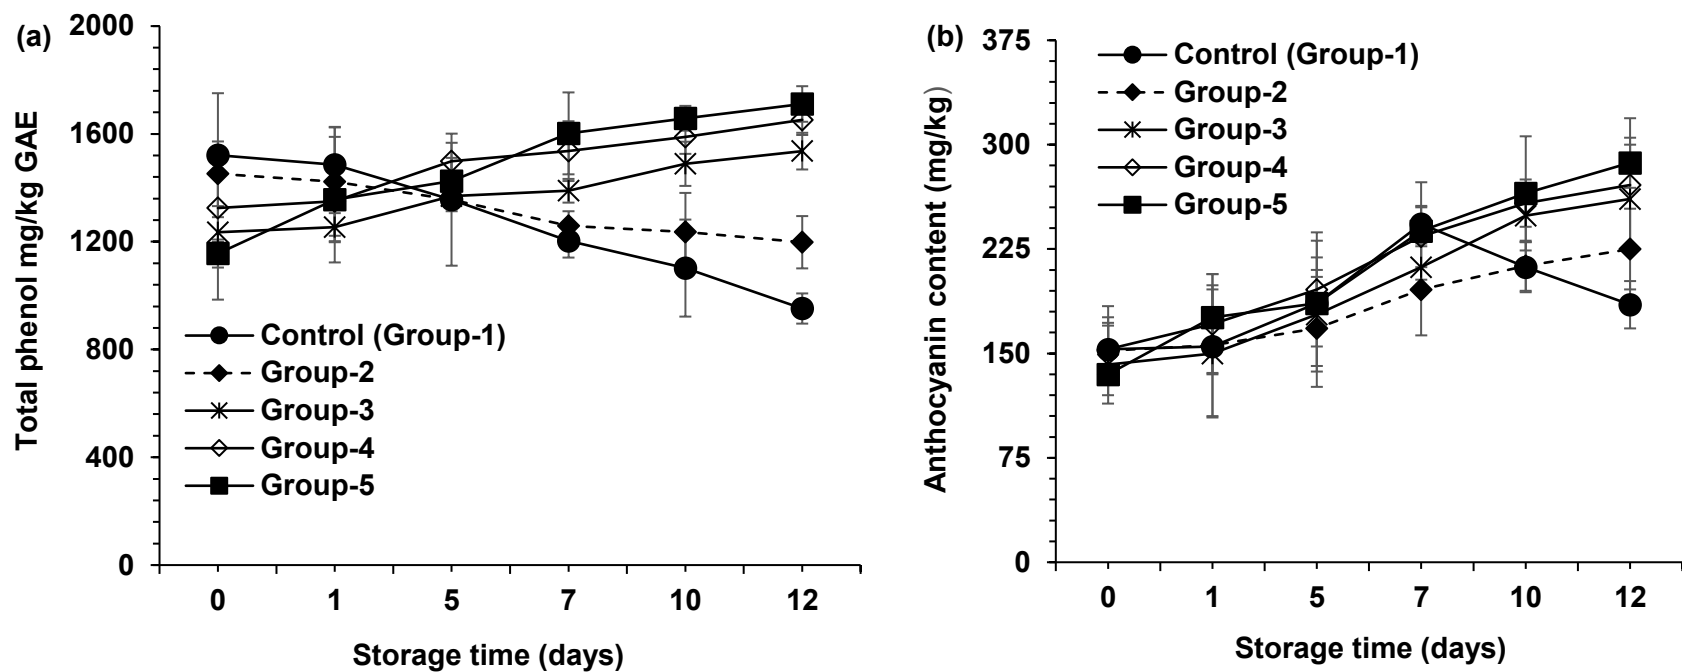 (a)
Total phenol mg/kg GAE
2000
1600
1200
800
400
0
Control (Group-1)
Group-2
Group-3
Group-4
Group-5
0 1 5 7 10 12
Storage time (days)
(b)
Anthocyanin content (mg/kg)
375
300
225
150
75
0
Control (Group-1)
Group-2
Group-3
Group-4
Group-5
0 1 5 7 10 12
Storage time (days)